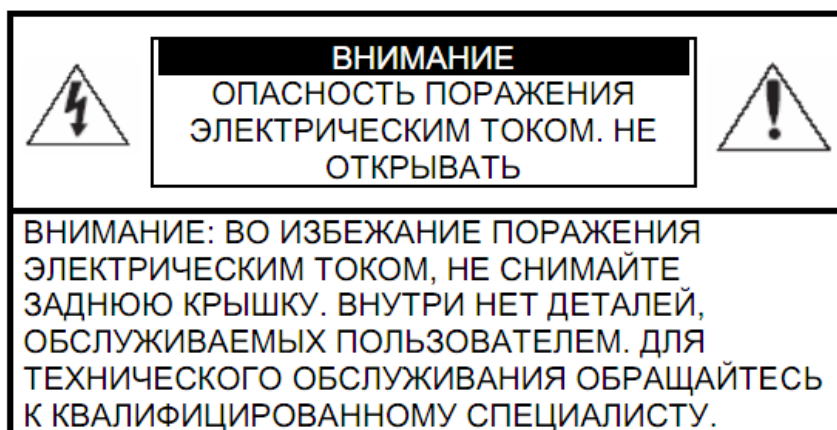 ВНИМАНИЕ
ОПАСНОСТЬ ПОРАЖЕНИЯ
ЭЛЕКТРИЧЕСКИМ ТОКОМ. НЕ
ОТКРЫВАТЬ
ВНИМАНИЕ: ВО ИЗБЕЖАНИЕ ПОРАЖЕНИЯ
ЭЛЕКТРИЧЕСКИМ ТОКОМ, НЕ СНИМАЙТЕ
ЗАДНЮЮ КРЫШКУ. ВНУТРИ НЕТ ДЕТАЛЕЙ,
ОБСЛУЖИВАЕМЫХ ПОЛЬЗОВАТЕЛЕМ. ДЛЯ
ТЕХНИЧЕСКОГО ОБСЛУЖИВАНИЯ ОБРАЩАЙТЕСЬ
К КВАЛИФИЦИРОВАННОМУ СПЕЦИАЛИСТУ.